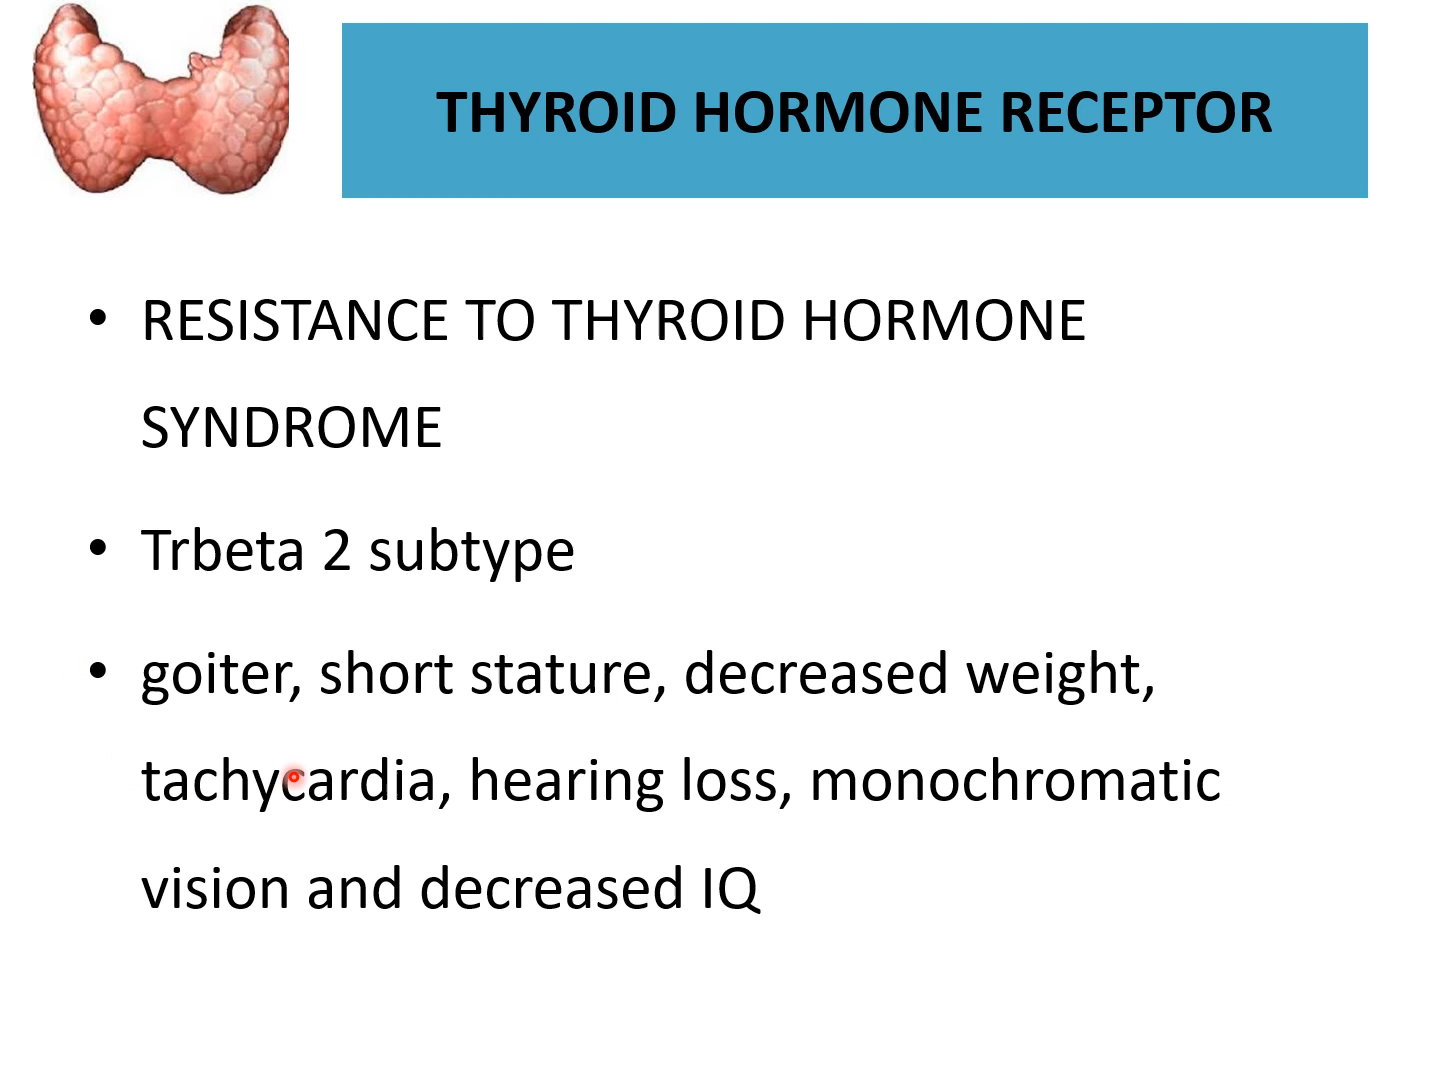 THYROID HORMONE RECEPTOR
• RESISTANCE TO THYROID HORMONE
SYNDROME
• Trbeta 2 subtype
• goiter, short stature, decreased weight,
tachycardia, hearing loss, monochromatic
vision and decreased IQ